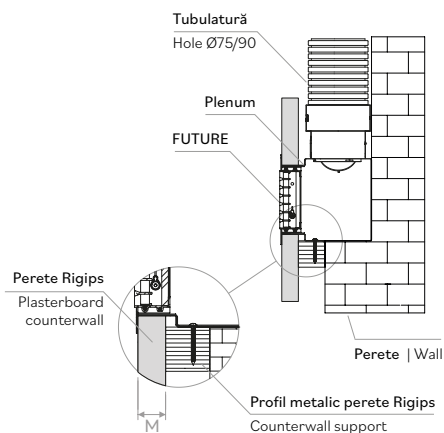 Tubulatură
Hole Ø75/90
Plenum
FUTURE
Perete Rigips
Plasterboard
counterwall
Perete | Wall
Profil metalic perete Rigips
Counterwall support
M